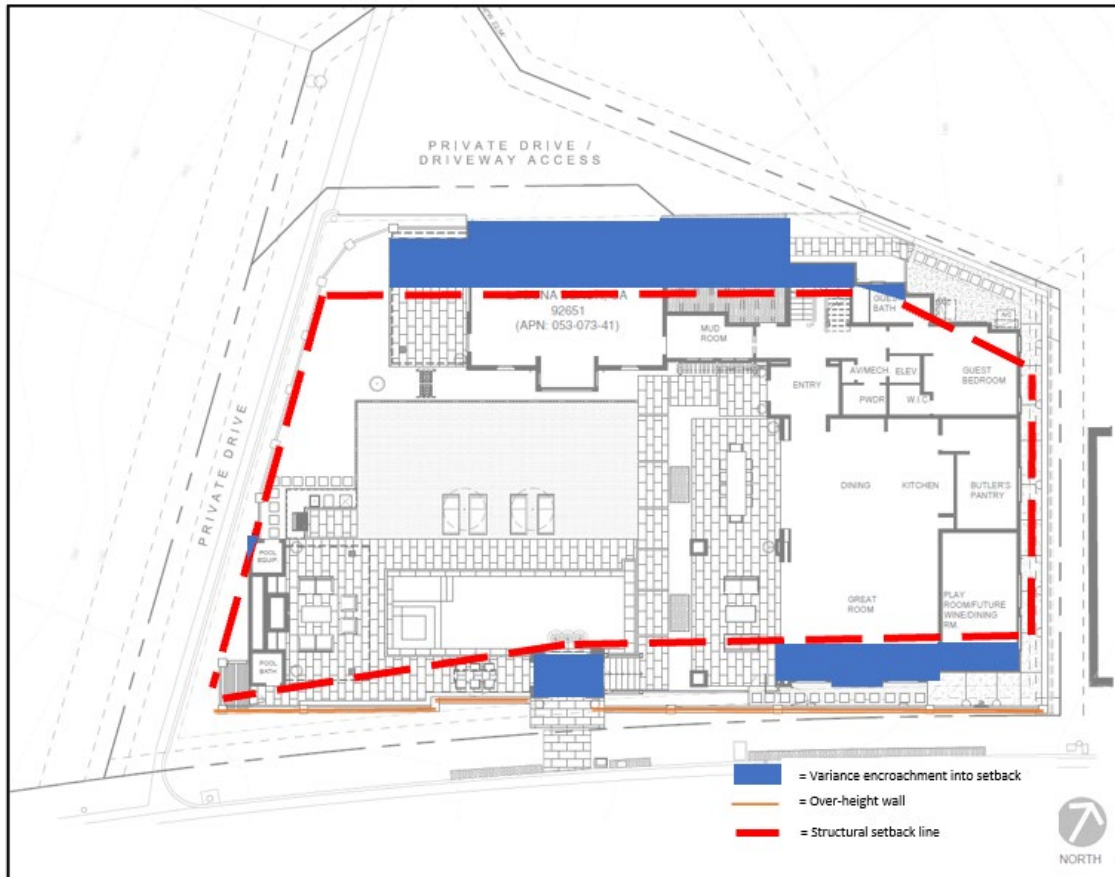 PRIVATE DRIVE /
DRIVEWAY ACCESS
92651
(APN: 053-073-41)
MUD
ROOM
GUEST
BATH
AV/MECH.
ELEV
ENTRY
PWDR
W.I.C
GUEST
BEDROOM
PRIVATE DRIVE
DINING
KITCHEN
BUTLER'S
PANTRY
POOL
EQUIP.
GREAT
ROOM
PLAY
ROOM/FUTURE
WINE/DINING
RM.
POOL
BATH
= Variance encroachment into setback
= Over-height wall
= Structural setback line
NORTH